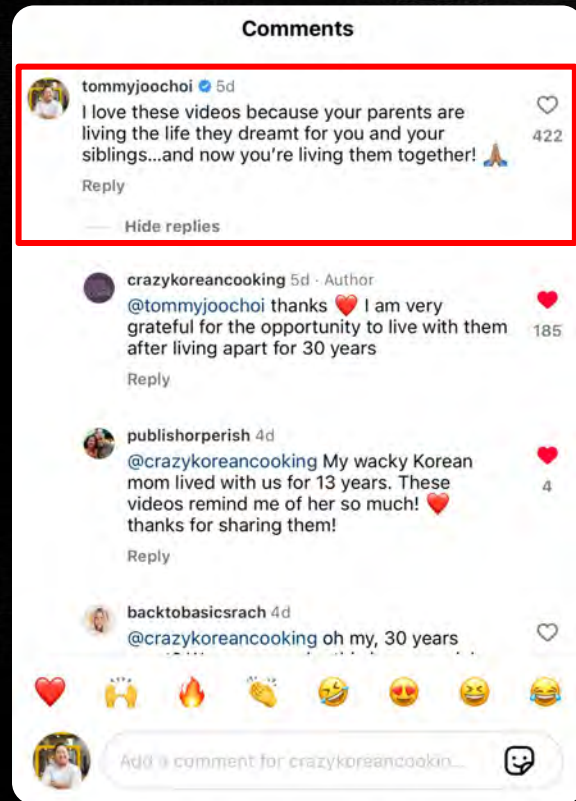 Comments
tommyjoochoi 5d
I love these videos because your parents are
living the life they dreamt for you and your
siblings...and now you're living them together! 🙏🏽
422
Reply
Hide replies
crazykoreancooking 5d · Author
@tommyjoochoi thanks ❤️ I am very
grateful for the opportunity to live with them
after living apart for 30 years
185
Reply
publishorperish 4d
@crazykoreancooking My wacky Korean
mom lived with us for 13 years. These
videos remind me of her so much! ❤️
thanks for sharing them!
4
Reply
backtobasicsrach 4d
@crazykoreancooking oh my, 30 years
Add a comment for crazykoreancookin...